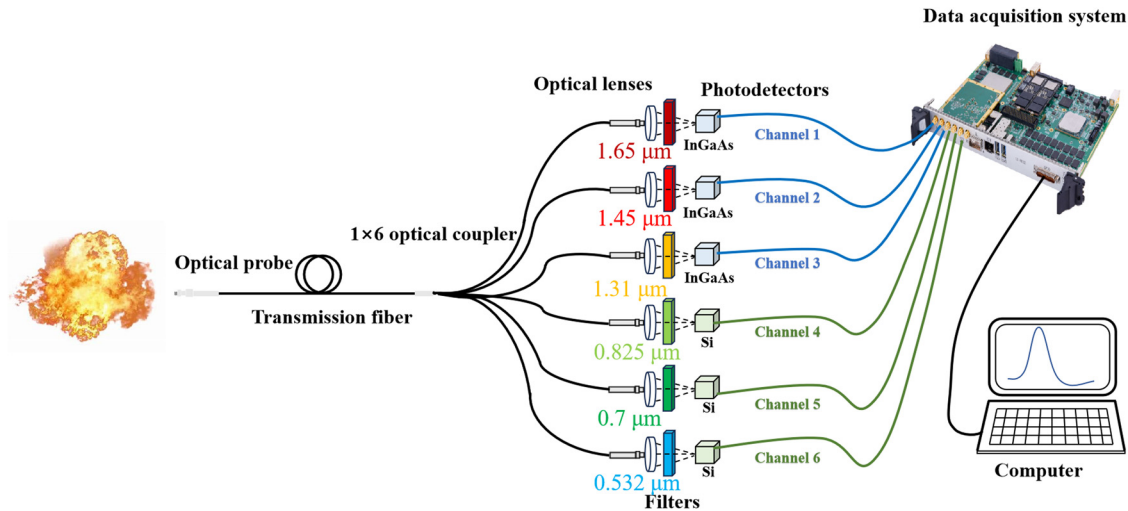 Data acquisition system
Optical lenses
Photodetectors
1.65 μm
InGaAs
Channel 1
1.45 μm
InGaAs
Channel 2
1×6 optical coupler
Optical probe
Transmission fiber
1.31 μm
InGaAs
Channel 3
0.825 μm
Si
Channel 4
0.7 μm
Si
Channel 5
0.532 μm
Si
Channel 6
Filters
Computer